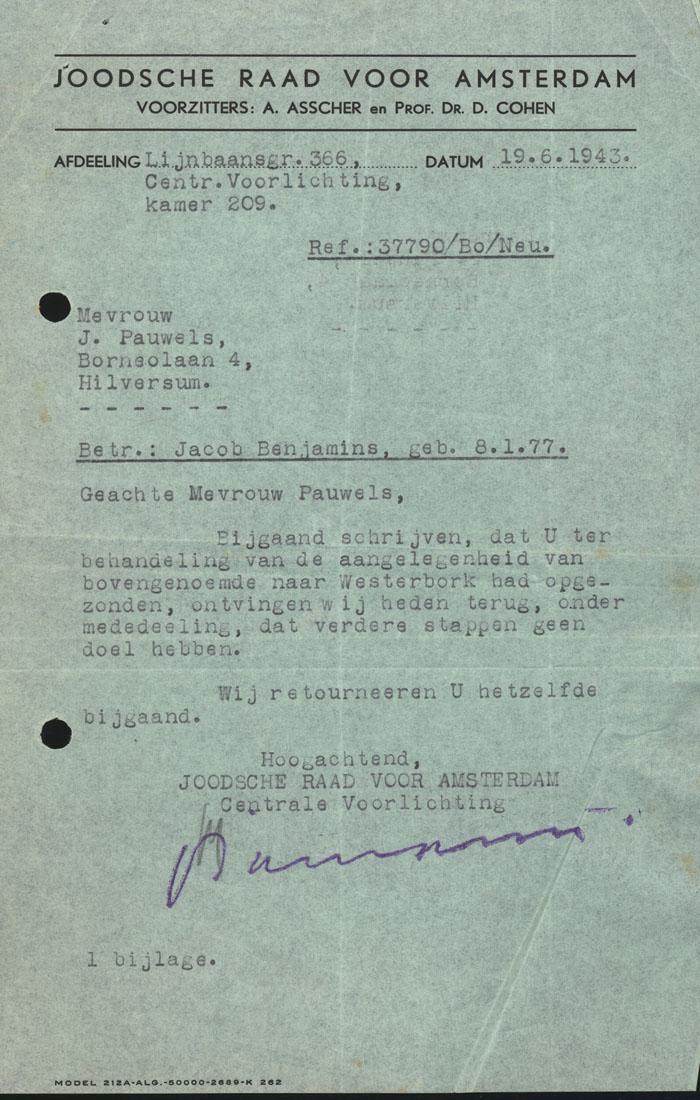 JOODSCHE RAAD VOOR AMSTERDAM
VOORZITTERS: A. ASSCHER en PROF. DR. D. COHEN
AFDEELING Lijnbaansgr. 366, DATUM 19.6.1943.
Centr. Voorlichting,
kamer 209.
Ref.:37790/Bo/Neu.
Mevrouw
J. Pauwels,
Borneolaan 4,
Hilversum.
- - - - - -
Betr.: Jacob Benjamins, geb. 8.1.77.
Geachte Mevrouw Pauwels,
Bijgaand schrijven, dat U ter
behandeling van de aangelegenheid van
bovengenoemde naar Westerbork had opge-
zonden, ontvingen wij heden terug, onder
mededeeling, dat verdere stappen geen
doel hebben.
Wij retourneeren U hetzelfde
bijgaand.
Hoogachtend,
JOODSCHE RAAD VOOR AMSTERDAM
Centrale Voorlichting
1 bijlage.
MODEL 212A-ALG.-50000-2689-K 262